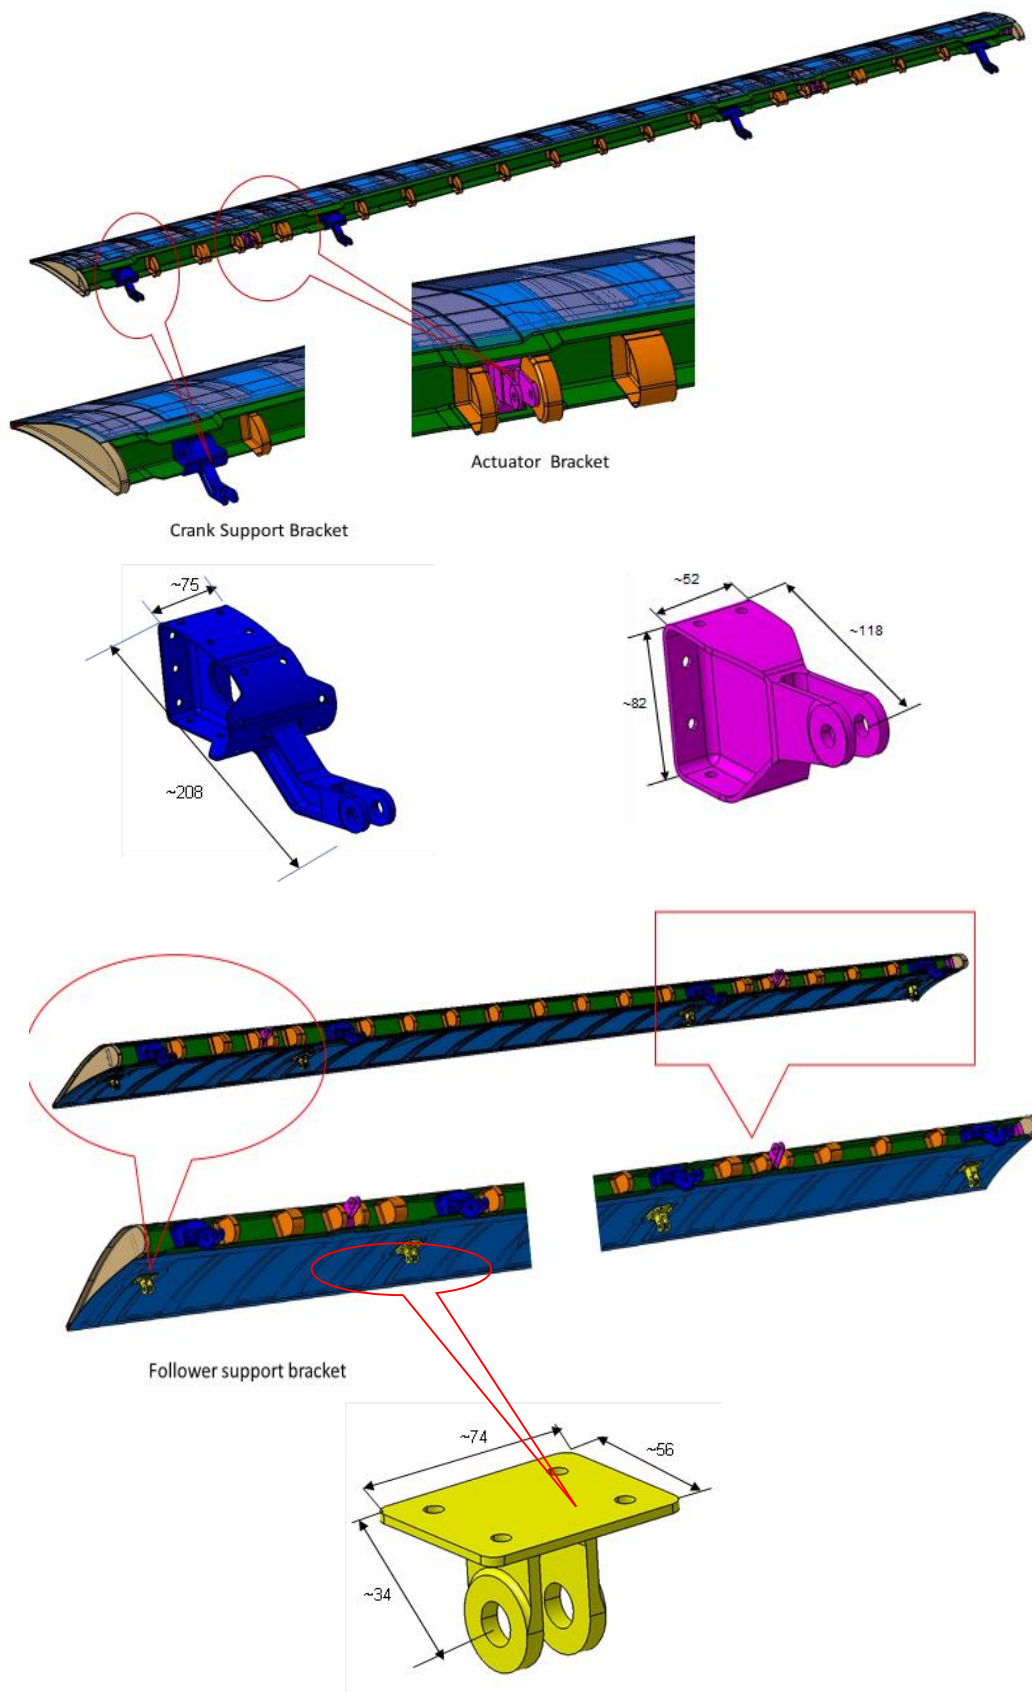 Actuator  Bracket
Crank Support Bracket
~75
~208
~52
~118
~82
Follower support bracket
~74
~56
~34